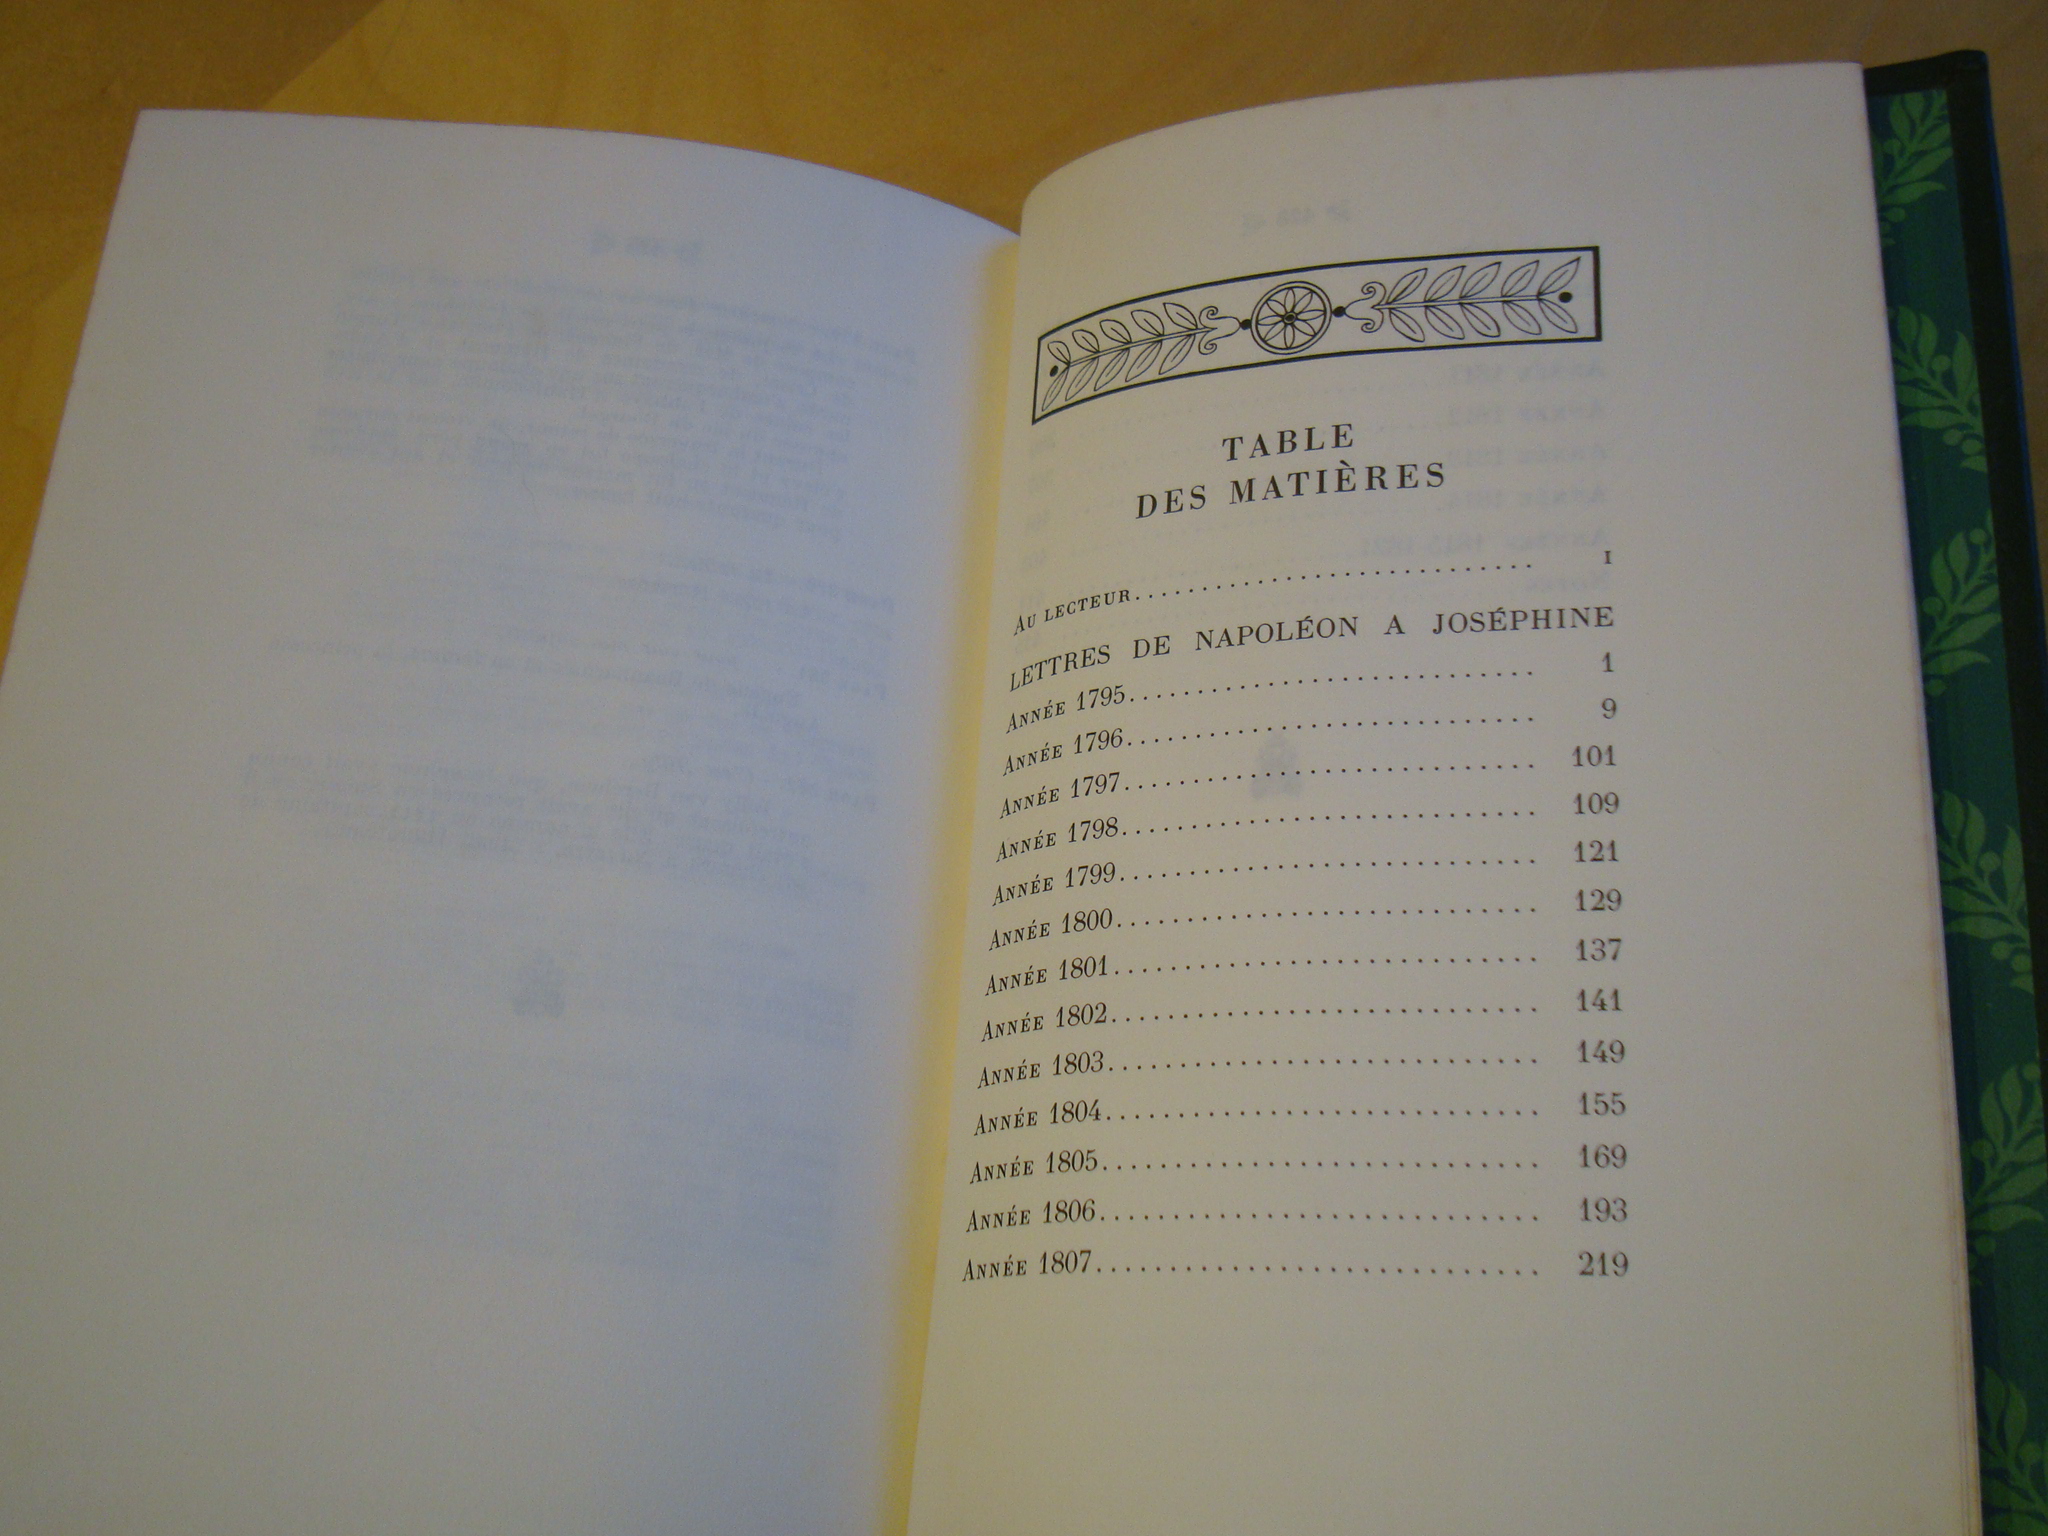 TABLE
DES MATIÈRES
AU LECTEUR.............................. I
LETTRES DE NAPOLÉON A JOSÉPHINE
ANNÉE 1795.............................. 1
ANNÉE 1796.............................. 9
ANNÉE 1797.............................. 101
ANNÉE 1798.............................. 109
ANNÉE 1799.............................. 121
ANNÉE 1800.............................. 129
ANNÉE 1801.............................. 137
ANNÉE 1802.............................. 141
ANNÉE 1803.............................. 149
ANNÉE 1804.............................. 155
ANNÉE 1805.............................. 169
ANNÉE 1806.............................. 193
ANNÉE 1807.............................. 219